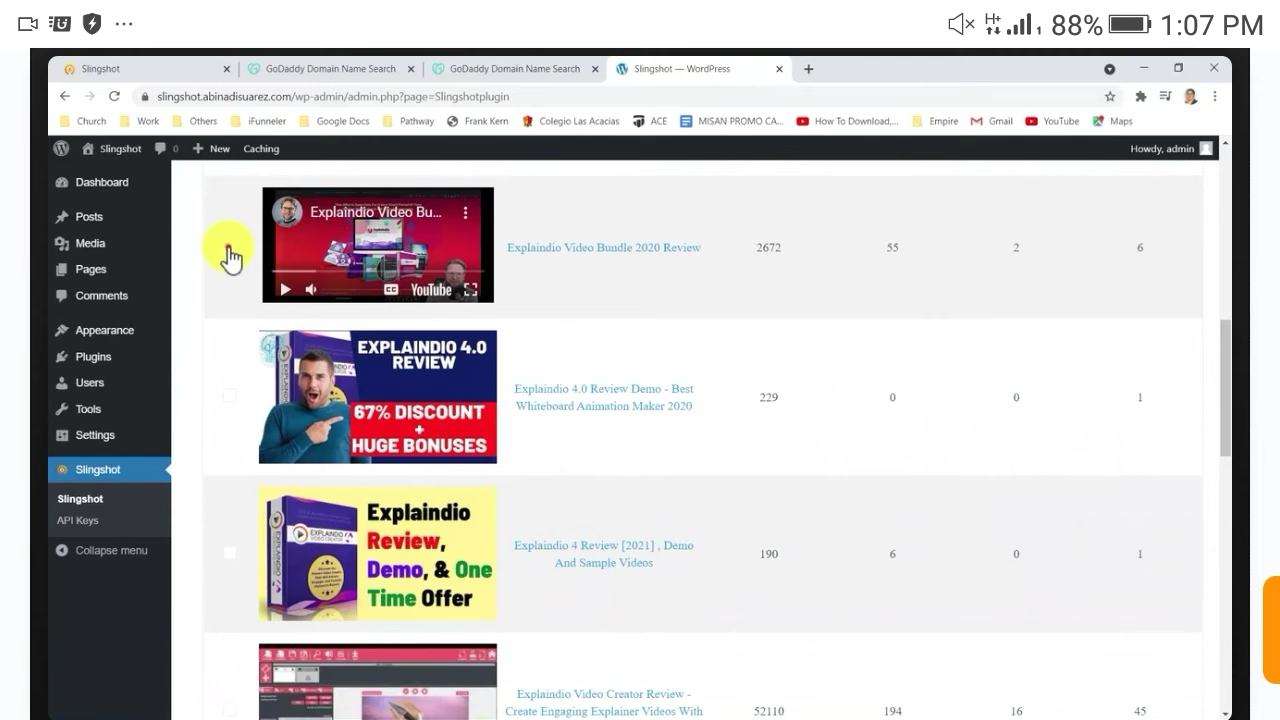 88% 1:07 PM
Slingshot
GoDaddy Domain Name Search
GoDaddy Domain Name Search
Slingshot — WordPress
slingshot.abinadisuarez.com/wp-admin/admin.php?page=Slingshotplugin
Church Work Others iFunneler Google Docs Pathway Frank Kern Colegio Las Acacias ACE MISAN PROMO CA... How To Download,... Empire Gmail YouTube Maps
Slingshot 0 New Caching Howdy, admin
Dashboard
Posts
Media
Pages
Comments
Appearance
Plugins
Users
Tools
Settings
Slingshot
Slingshot
API Keys
Collapse menu
Explaindio Video Bu...
CC YouTube
Explaindio Video Bundle 2020 Review 2672 55 2 6
EXPLAINDIO 4.0
REVIEW
67% DISCOUNT
+
HUGE BONUSES
Explaindio 4.0 Review Demo - Best
Whiteboard Animation Maker 2020
229 0 0 1
EXPLAINDIO
VIDEO CREATOR
Explaindio
Review,
Demo, & One
Time Offer
Explaindio 4 Review [2021] , Demo
And Sample Videos
190 6 0 1
Explaindio Video Creator Review -
Create Engaging Explainer Videos With
52110 194 16 45